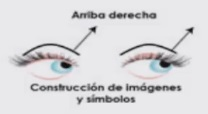 Arriba derecha
Construcción de imágenes
y símbolos